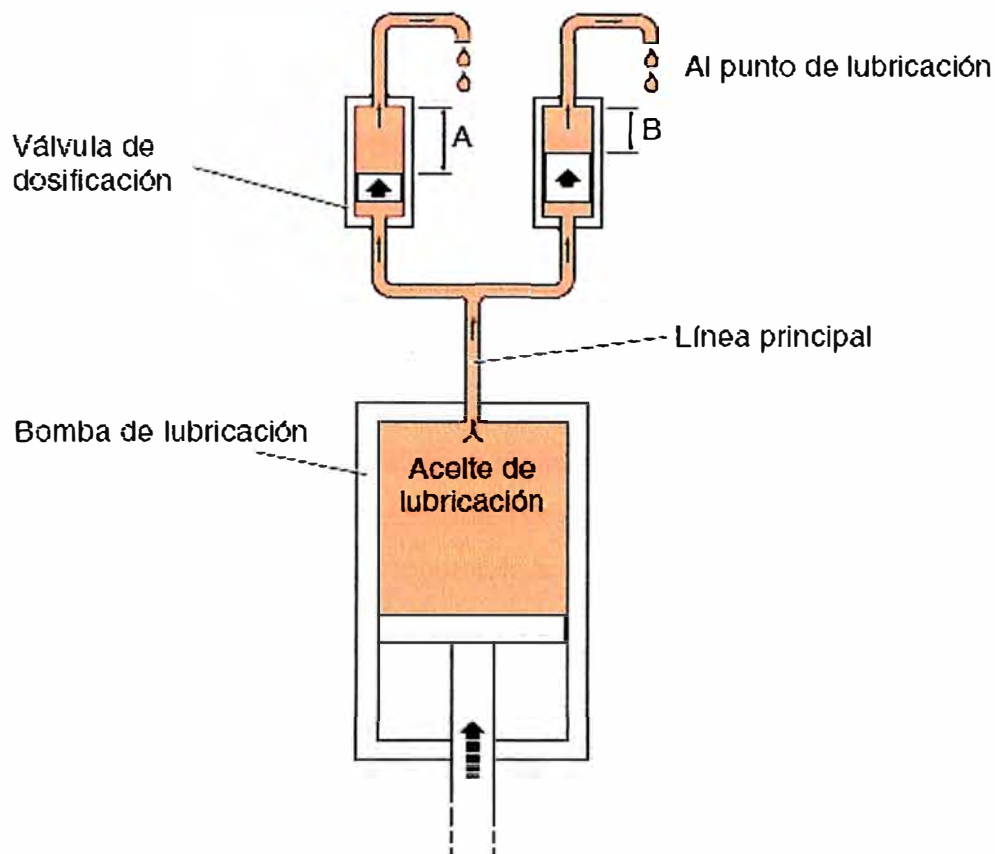 Al punto de lubricación
A
B
Válvula de
dosificación
Línea principal
Bomba de lubricación
Aceite de
lubricación